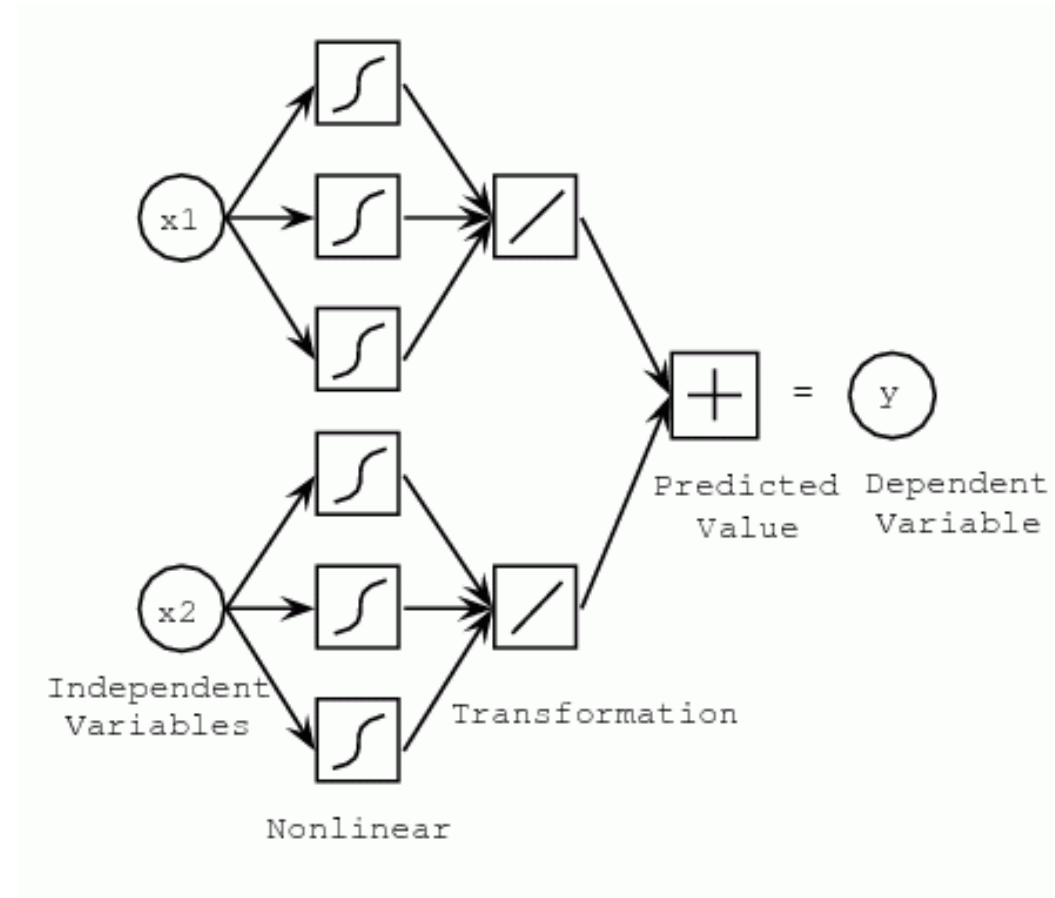 x1
+
=
y
Predicted
Value
Dependent
Variable
x2
Independent
Variables
Transformation
Nonlinear